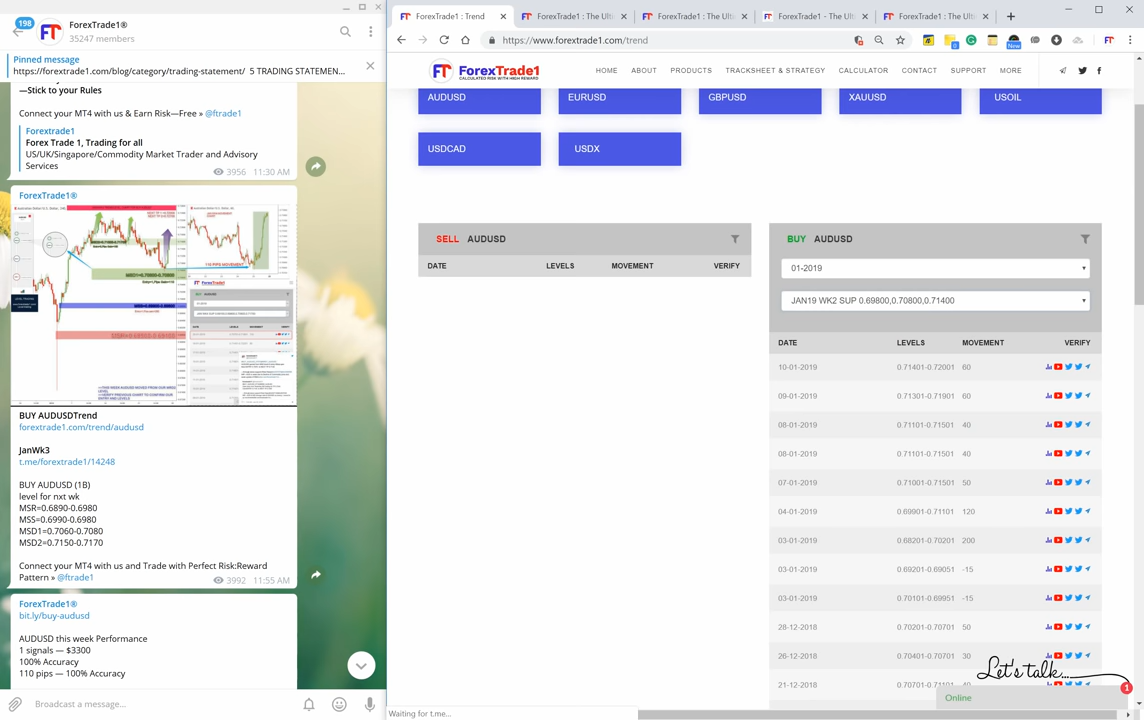 198
FT
ForexTrade1®
35247 members
Pinned message
https://forextrade1.com/blog/category/trading-statement/ 5 TRADING STATEMEN...
—Stick to your Rules
Connect your MT4 with us & Earn Risk—Free » @ftrade1
Forextrade1
Forex Trade 1, Trading for all
US/UK/Singapore/Commodity Market Trader and Advisory
Services
3956 11:30 AM
ForexTrade1®
BUY AUDUSDTrend
forextrade1.com/trend/audusd
JanWk3
t.me/forextrade1/14248
BUY AUDUSD (1B)
level for nxt wk
MSR=0.6890-0.6980
MSS=0.6990-0.6980
MSD1=0.7060-0.7080
MSD2=0.7150-0.7170
Connect your MT4 with us and Trade with Perfect Risk:Reward
Pattern » @ftrade1
3992 11:55 AM
ForexTrade1®
bit.ly/buy-audusd
AUDUSD this week Performance
1 signals — $3300
100% Accuracy
110 pips — 100% Accuracy
Broadcast a message...
ForexTrade1 : Trend
ForexTrade1 : The Ult
ForexTrade1 : The Ult
ForexTrade1 - The Ult
ForexTrade1 : The Ult
https://www.forextrade1.com/trend
0
New
FT
FT ForexTrade1
CALCULATED RISK WITH HIGH REWARD
HOME ABOUT PRODUCTS TRACKSHEET & STRATEGY CALCULATOR CONTACT SUPPORT MORE
AUDUSD EURUSD GBPUSD XAUUSD USOIL
USDCAD USDX
SELL AUDUSD
DATE LEVELS MOVEMENT VERIFY
BUY AUDUSD
01-2019
JAN19 WK2 SUP 0.69800,0.70800,0.71400
DATE LEVELS MOVEMENT VERIFY
10-01-2019 0.71401-0.72001 60
09-01-2019 0.71301-0.71901 60
08-01-2019 0.71101-0.71501 40
08-01-2019 0.71101-0.71501 40
07-01-2019 0.71001-0.71501 50
04-01-2019 0.69901-0.71101 120
03-01-2019 0.68201-0.70201 200
03-01-2019 0.69201-0.69051 -15
03-01-2019 0.70101-0.69951 -15
28-12-2018 0.70201-0.70701 50
26-12-2018 0.70401-0.70701 30
21-12-2018 0.70701-0.71101 40
Let's talk...
Online
1
Waiting for t.me...